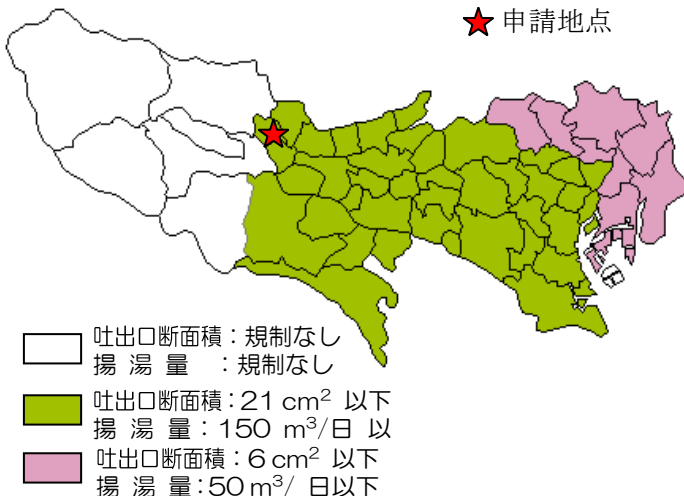 申請地点
吐出口断面積：規制なし
揚 湯 量 ：規制なし
吐出口断面積：21 cm² 以下
揚 湯 量：150 m³/日 以
吐出口断面積：6 cm² 以下
揚 湯 量：50 m³/ 日以下